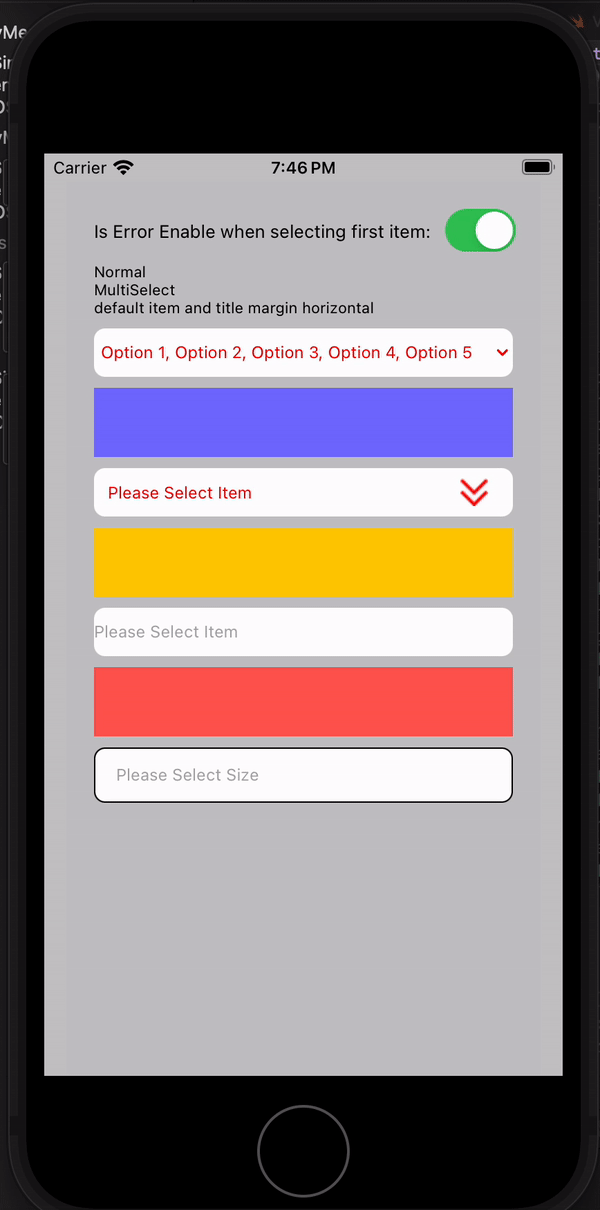 Carrier
7:46 PM
Is Error Enable when selecting first item:
Normal
MultiSelect
default item and title margin horizontal
Option 1, Option 2, Option 3, Option 4, Option 5
Please Select Item
Please Select Item
Please Select Size